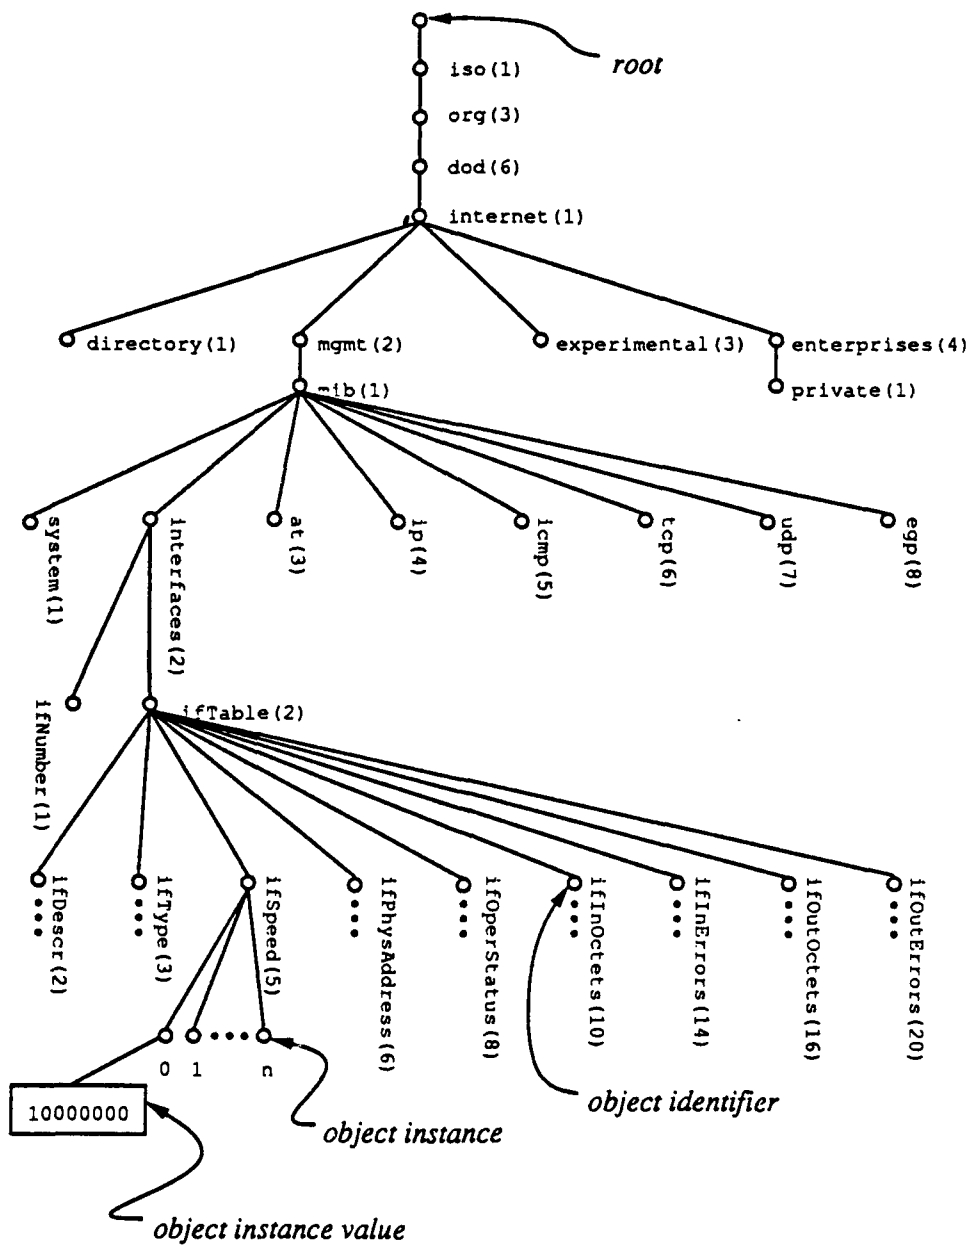 root
iso(1)
org(3)
dod(6)
internet(1)
directory(1) mgmt(2) experimental(3) enterprises(4)
mib(1) private(1)
system(1) interfaces(2) at(3) ip(4) icmp(5) tcp(6) udp(7) egp(8)
ifNumber(1) ifTable(2)
ifDescr(2) ifType(3) ifSpeed(5) ifPhysAddress(6) ifOperStatus(8) ifInOctets(10) ifInErrors(14) ifOutOctets(16) ifOutErrors(20)
0 1 n
10000000
object identifier
object instance
object instance value